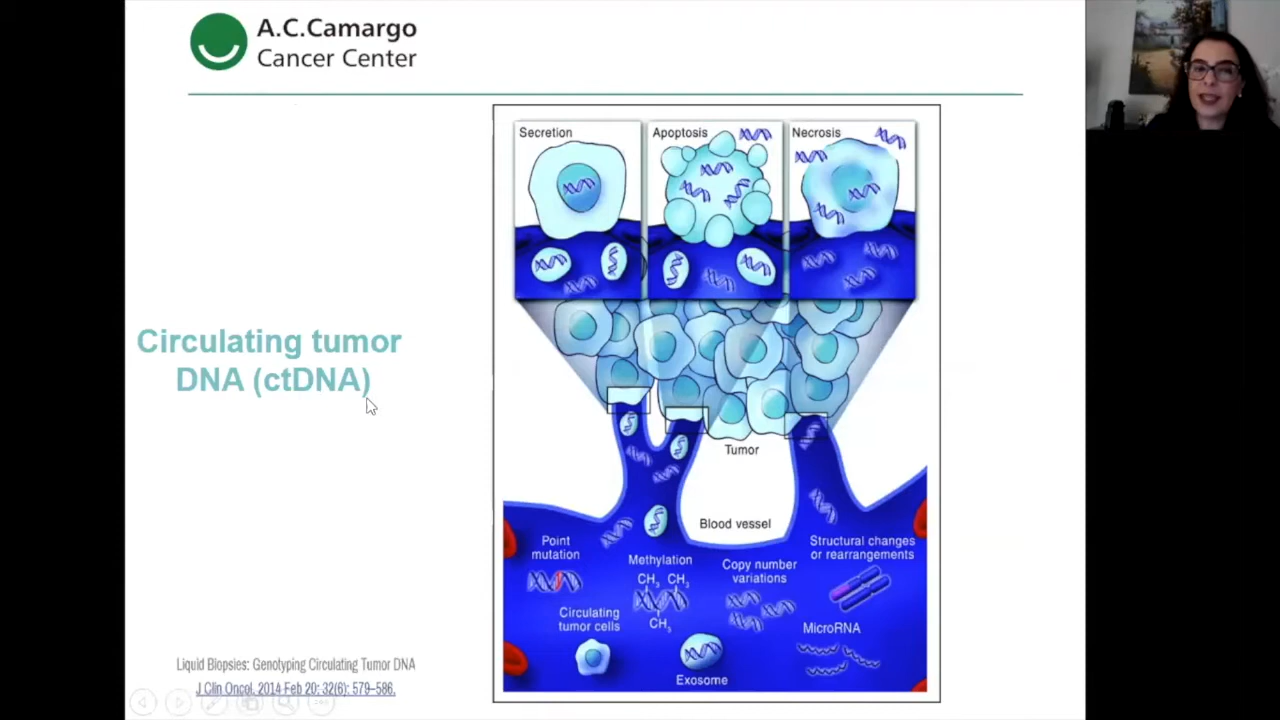 A.C.Camargo
Cancer Center
Circulating tumor
DNA (ctDNA)
Secretion
Apoptosis
Necrosis
Tumor
Blood vessel
Point
mutation
Methylation
CH3 CH3
CH3
Copy number
variations
Structural changes
or rearrangements
Circulating
tumor cells
Exosome
MicroRNA
Liquid Biopsies: Genotyping Circulating Tumor DNA
J Clin Oncol. 2014 Feb 20; 32(6): 579–586.